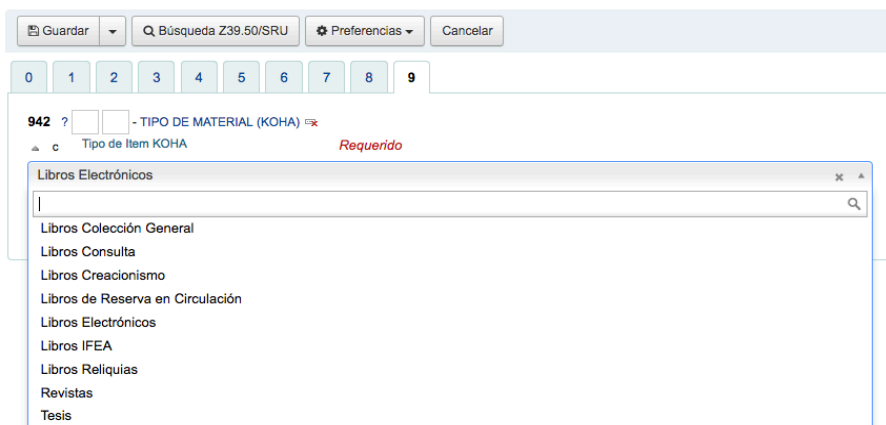 Guardar Búsqueda Z39.50/SRU Preferencias Cancelar
0 1 2 3 4 5 6 7 8 9
942 ? - TIPO DE MATERIAL (KOHA)
c Tipo de Item KOHA Requerido
Libros Electrónicos
Libros Colección General
Libros Consulta
Libros Creacionismo
Libros de Reserva en Circulación
Libros Electrónicos
Libros IFEA
Libros Reliquias
Revistas
Tesis